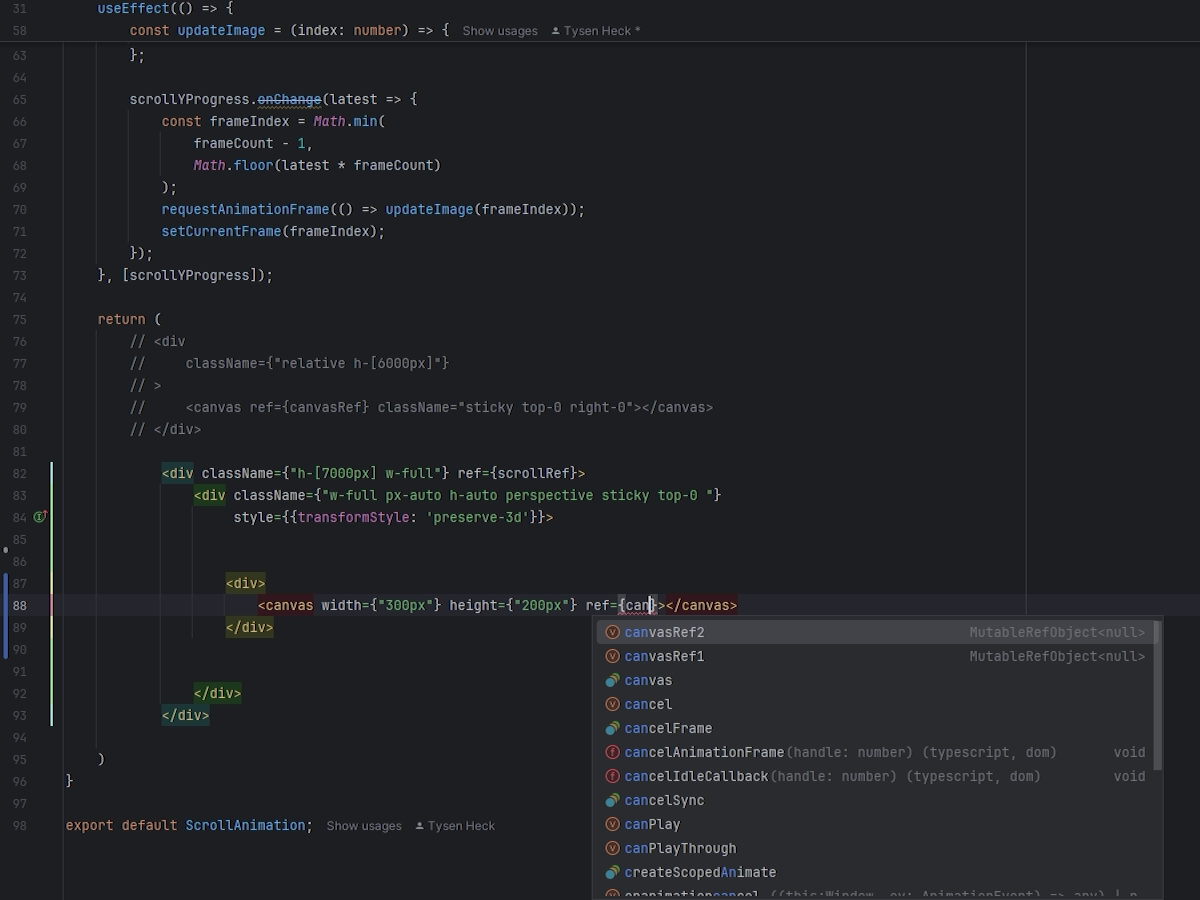 31 useEffect(() => {
58 const updateImage = (index: number) => { Show usages Tysen Heck *
63 };
64
65 scrollYProgress.onChange(latest => {
66 const frameIndex = Math.min(
67 frameCount - 1,
68 Math.floor(latest * frameCount)
69 );
70 requestAnimationFrame(() => updateImage(frameIndex));
71 setCurrentFrame(frameIndex);
72 });
73 }, [scrollYProgress]);
74
75 return (
76 // <div
77 // className={"relative h-[6000px]"}
78 // >
79 // <canvas ref={canvasRef} className="sticky top-0 right-0"></canvas>
80 // </div>
81
82 <div className={"h-[7000px] w-full"} ref={scrollRef}>
83 <div className={"w-full px-auto h-auto perspective sticky top-0 "}
84 style={{transformStyle: 'preserve-3d'}}>
85
86
87 <div>
88 <canvas width={"300px"} height={"200px"} ref={can}></canvas>
89 </div>
90
91
92 </div>
93 </div>
94
95 )
96 }
97
98 export default ScrollAnimation; Show usages Tysen Heck
canvasRef2 MutableRefObject<null>
canvasRef1 MutableRefObject<null>
canvas
cancel
cancelFrame
cancelAnimationFrame(handle: number) (typescript, dom) void
cancelIdleCallback(handle: number) (typescript, dom) void
cancelSync
canPlay
canPlayThrough
createScopedAnimate
onanimationcancel ((this:Window, ev: AnimationEvent) => any) |